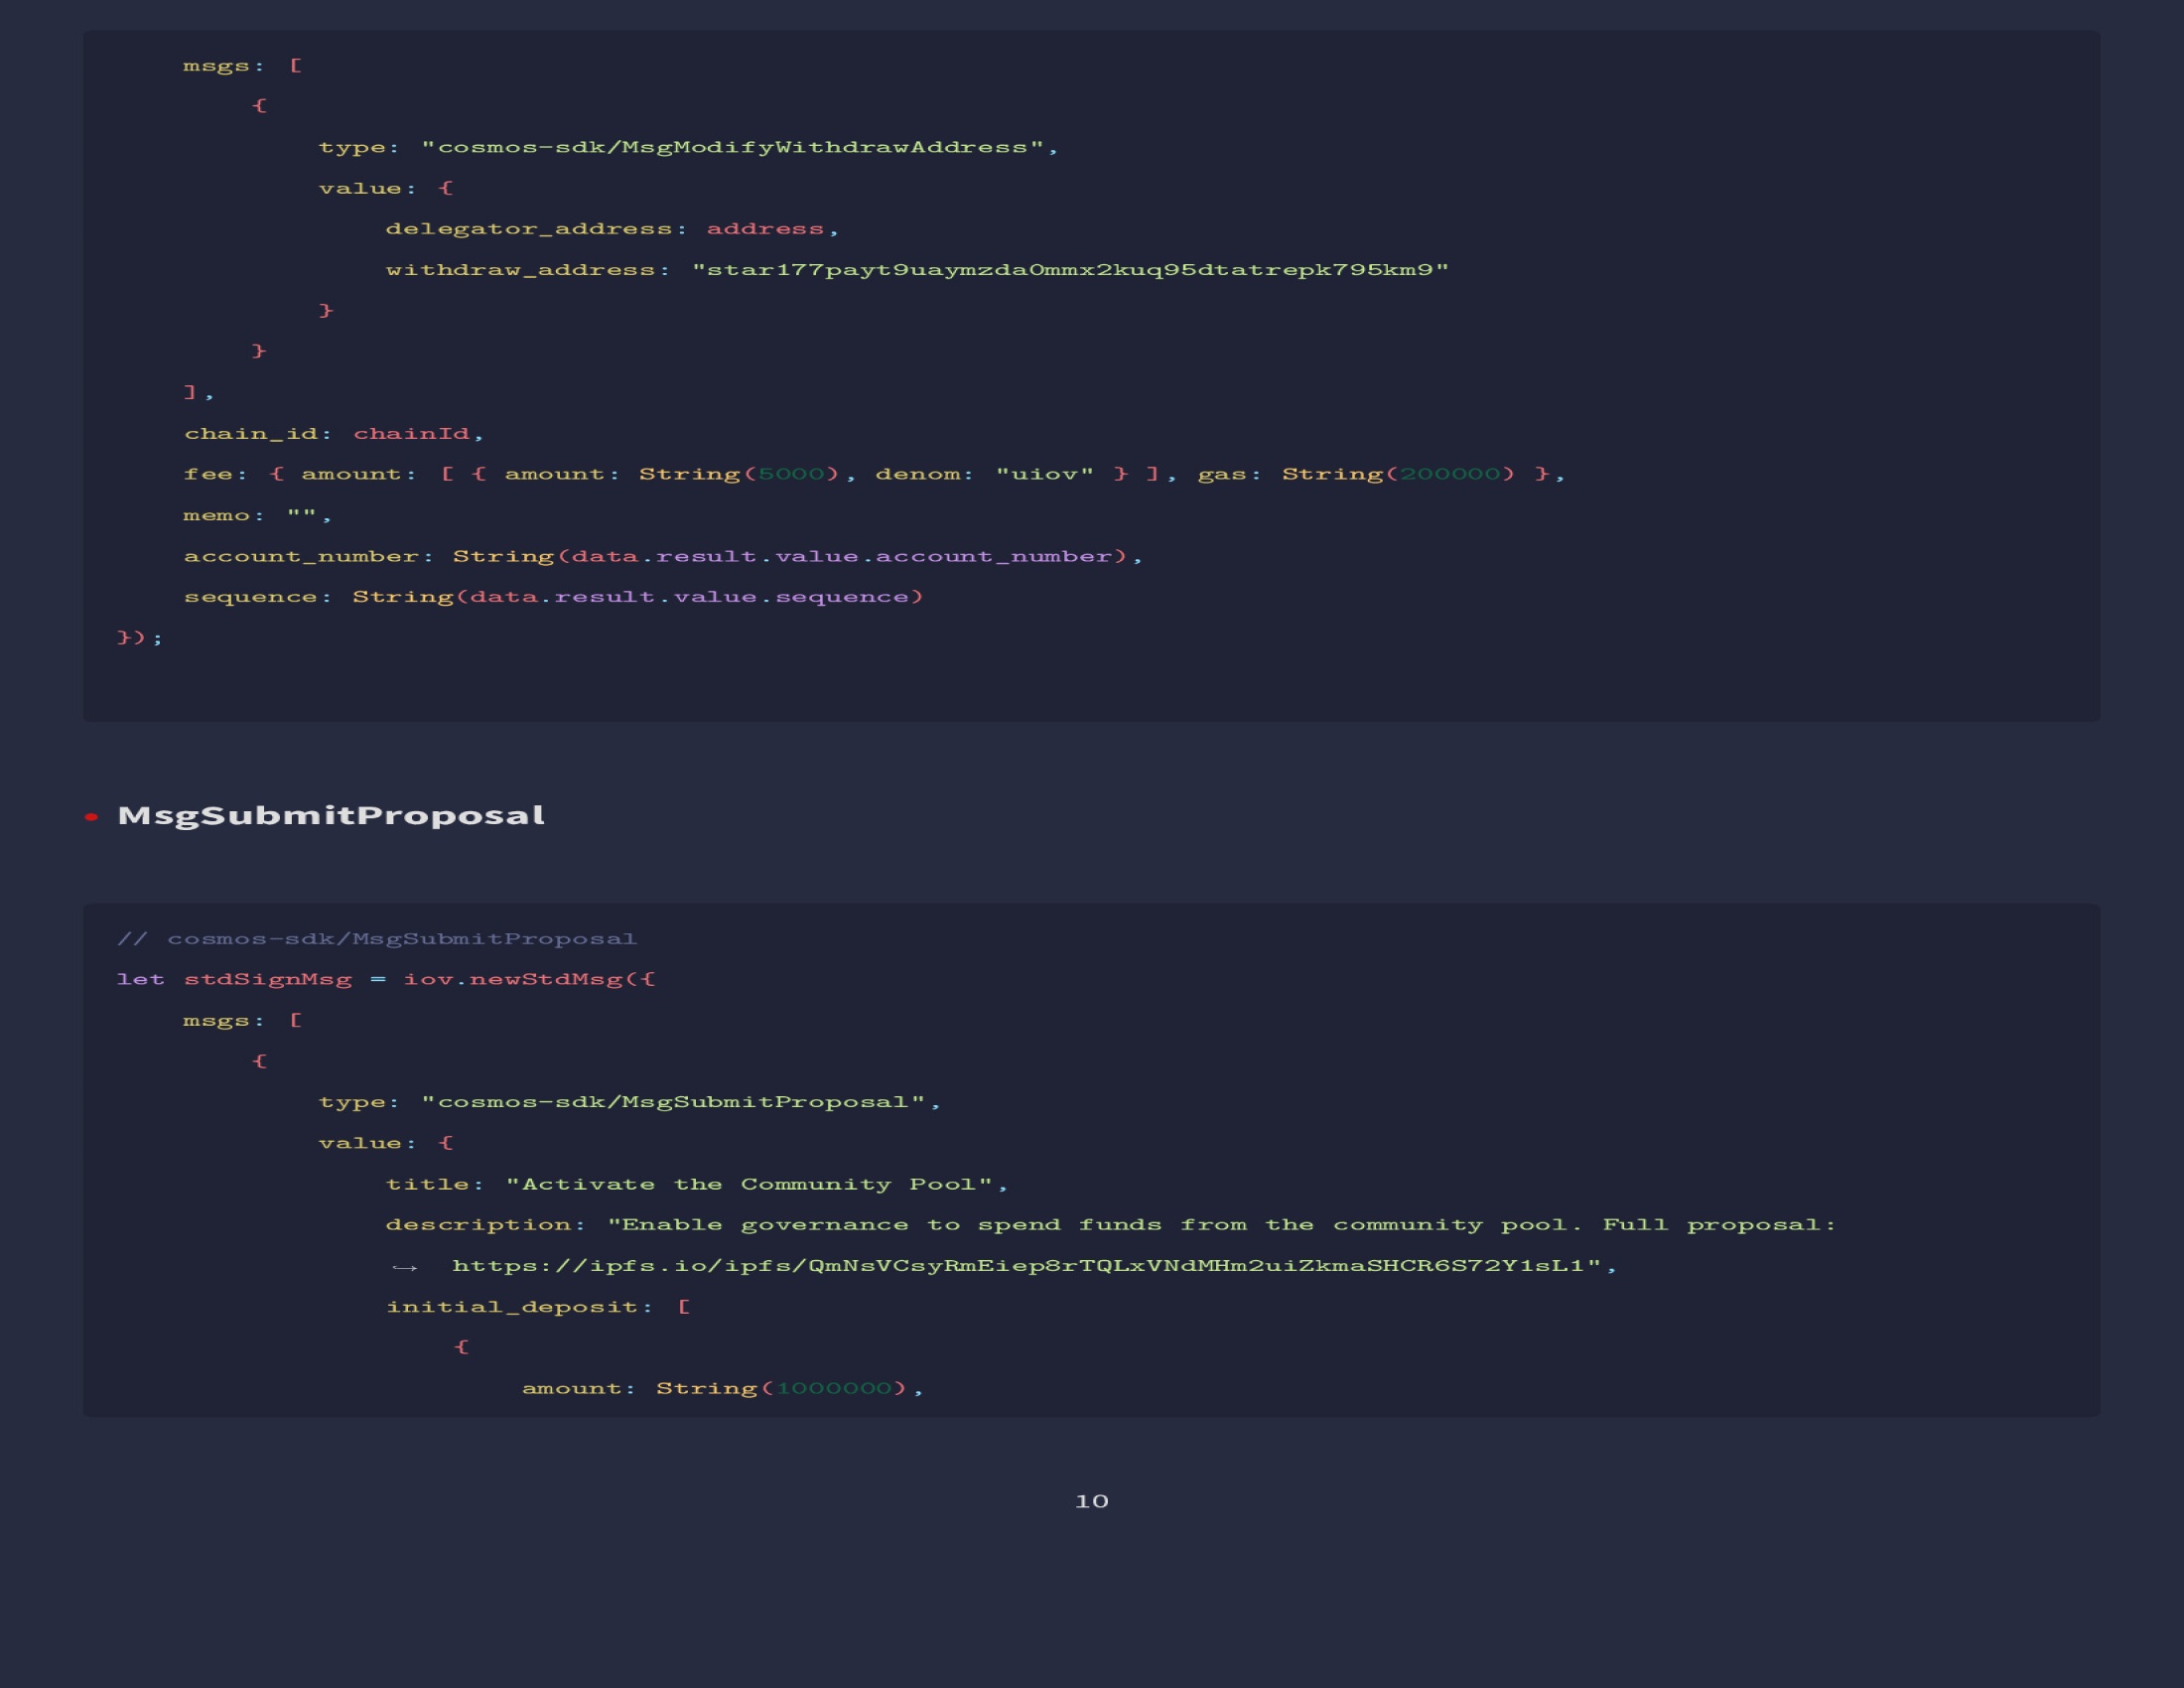 msgs: [
{
type: "cosmos-sdk/MsgModifyWithdrawAddress",
value: {
delegator_address: address,
withdraw_address: "star177payt9uaymzda0mmx2kuq95dtatrepk795km9"
}
}
],
chain_id: chainId,
fee: { amount: [ { amount: String(5000), denom: "uiov" } ], gas: String(200000) },
memo: "",
account_number: String(data.result.value.account_number),
sequence: String(data.result.value.sequence)
});
• MsgSubmitProposal
// cosmos-sdk/MsgSubmitProposal
let stdSignMsg = iov.newStdMsg({
msgs: [
{
type: "cosmos-sdk/MsgSubmitProposal",
value: {
title: "Activate the Community Pool",
description: "Enable governance to spend funds from the community pool. Full proposal:
↪ https://ipfs.io/ipfs/QmNsVCsyRmEiep8rTQLxVNdMHm2uiZkmaSHCR6S72Y1sL1",
initial_deposit: [
{
amount: String(1000000),
10